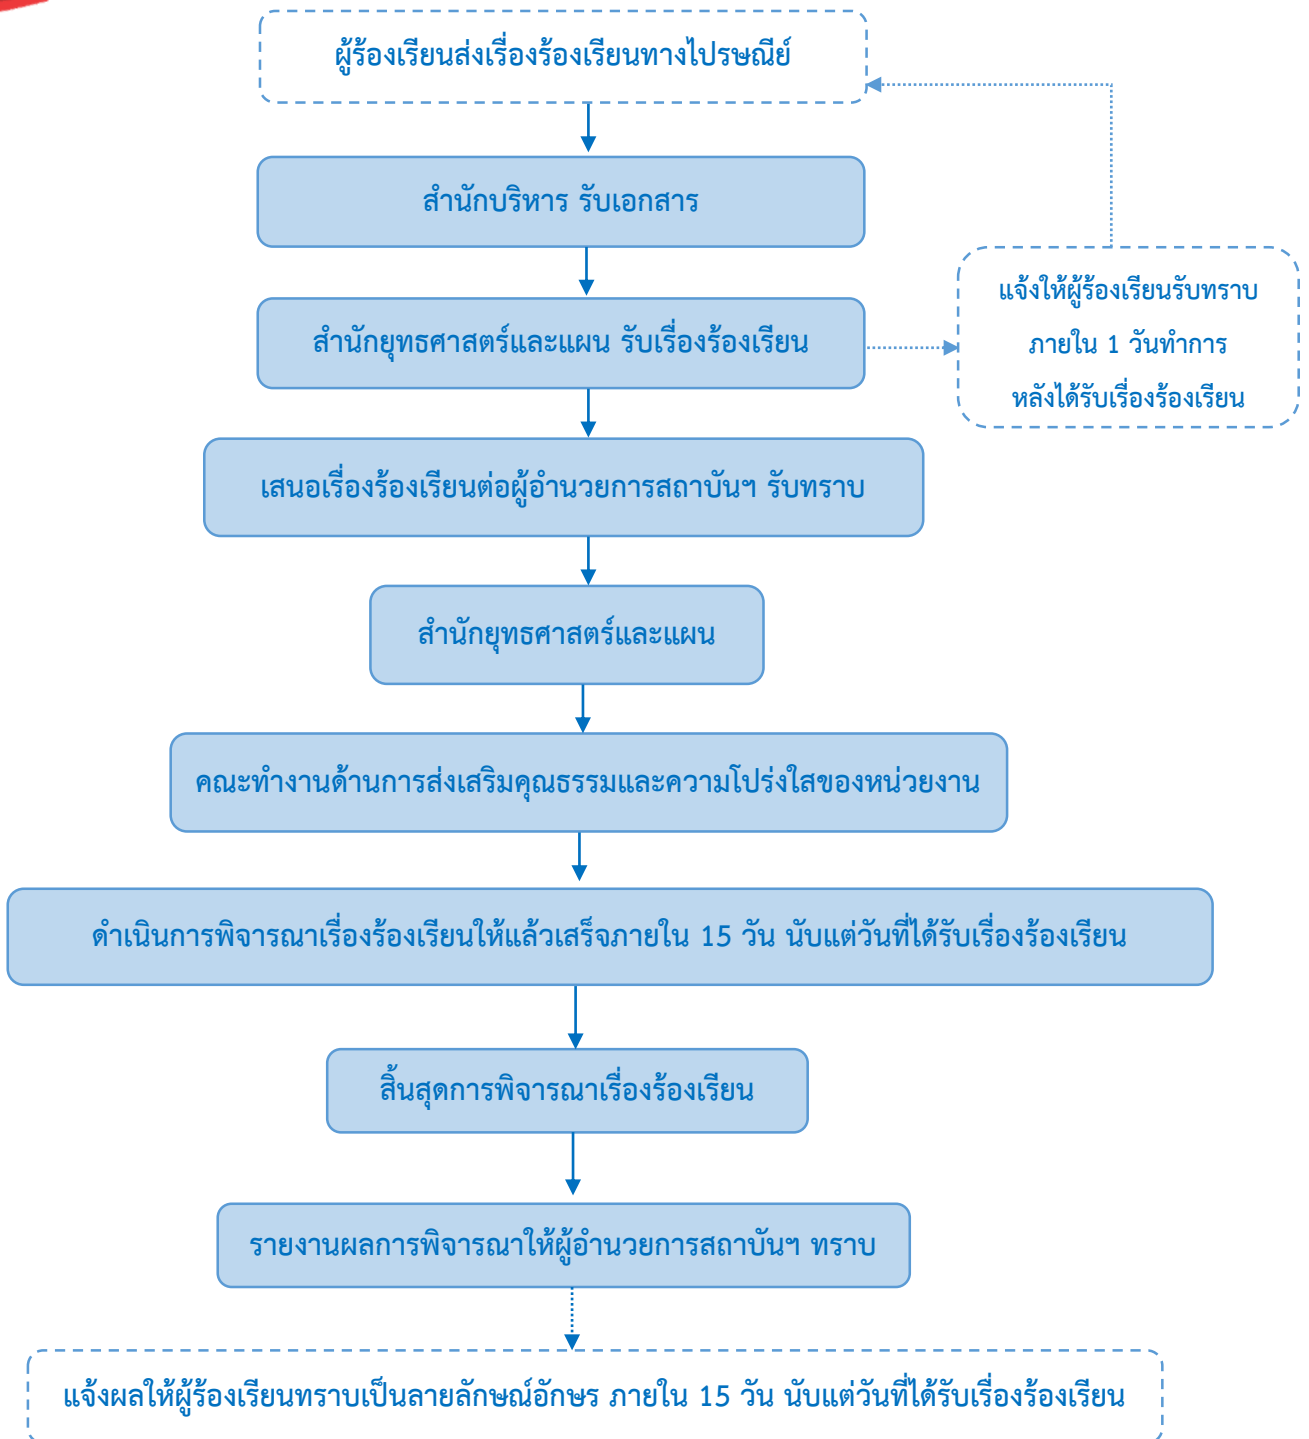 ผู้ร้องเรียนส่งเรื่องร้องเรียนทางไปรษณีย์
สำนักบริหาร รับเอกสาร
สำนักยุทธศาสตร์และแผน รับเรื่องร้องเรียน
แจ้งให้ผู้ร้องเรียนรับทราบ
ภายใน 1 วันทำการ
หลังได้รับเรื่องร้องเรียน
เสนอเรื่องร้องเรียนต่อผู้อำนวยการสถาบันฯ รับทราบ
สำนักยุทธศาสตร์และแผน
คณะทำงานด้านการส่งเสริมคุณธรรมและความโปร่งใสของหน่วยงาน
ดำเนินการพิจารณาเรื่องร้องเรียนให้แล้วเสร็จภายใน 15 วัน นับแต่วันที่ได้รับเรื่องร้องเรียน
สิ้นสุดการพิจารณาเรื่องร้องเรียน
รายงานผลการพิจารณาให้ผู้อำนวยการสถาบันฯ ทราบ
แจ้งผลให้ผู้ร้องเรียนทราบเป็นลายลักษณ์อักษร ภายใน 15 วัน นับแต่วันที่ได้รับเรื่องร้องเรียน